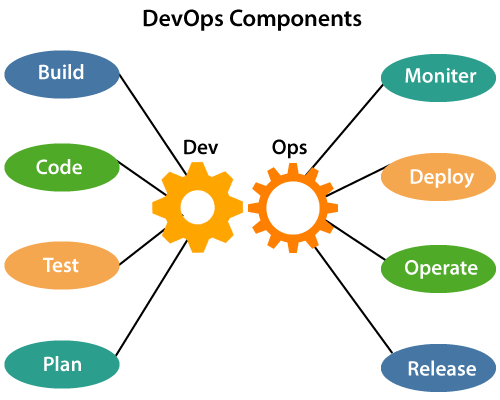 DevOps Components
Build
Code
Test
Plan
Dev
Ops
Moniter
Deploy
Operate
Release